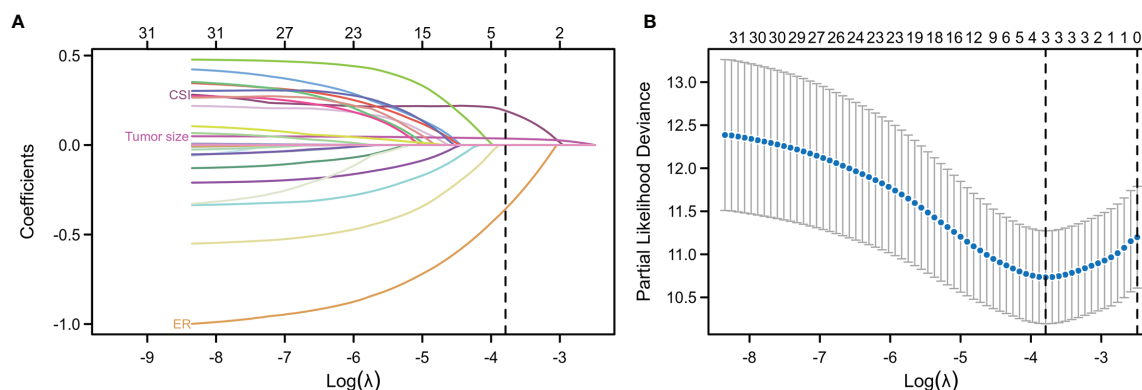 A
31 31 27 23 15 5 2
0.5
0.0
-0.5
-1.0
Coefficients
CSI
Tumor size
ER
-9 -8 -7 -6 -5 -4 -3
Log(λ)
B
31 30 30 29 27 26 24 23 23 19 18 16 12 9 6 5 4 3 3 3 3 2 1 1 0
13.0
12.5
12.0
11.5
11.0
10.5
Partial Likelihood Deviance
-8 -7 -6 -5 -4 -3
Log(λ)